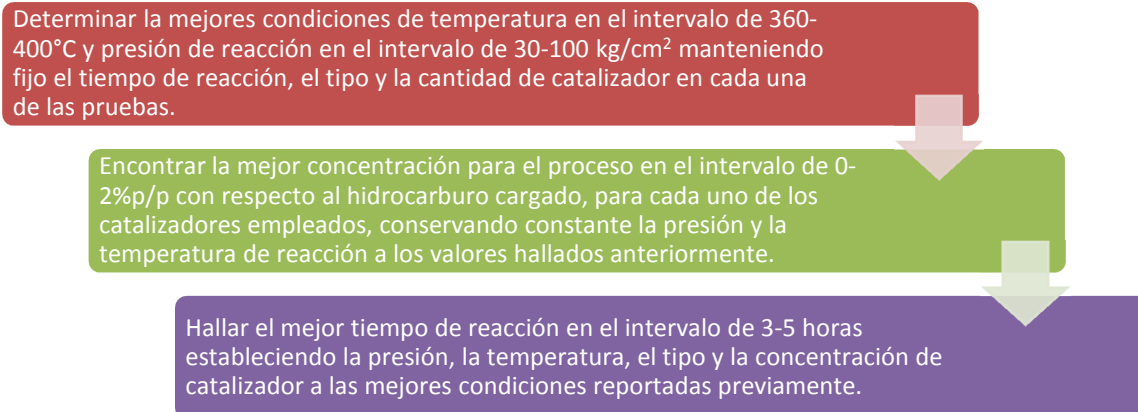 Determinar la mejores condiciones de temperatura en el intervalo de 360-
400°C y presión de reacción en el intervalo de 30-100 kg/cm² manteniendo
fijo el tiempo de reacción, el tipo y la cantidad de catalizador en cada una
de las pruebas.
Encontrar la mejor concentración para el proceso en el intervalo de 0-
2%p/p con respecto al hidrocarburo cargado, para cada uno de los
catalizadores empleados, conservando constante la presión y la
temperatura de reacción a los valores hallados anteriormente.
Hallar el mejor tiempo de reacción en el intervalo de 3-5 horas
estableciendo la presión, la temperatura, el tipo y la concentración de
catalizador a las mejores condiciones reportadas previamente.